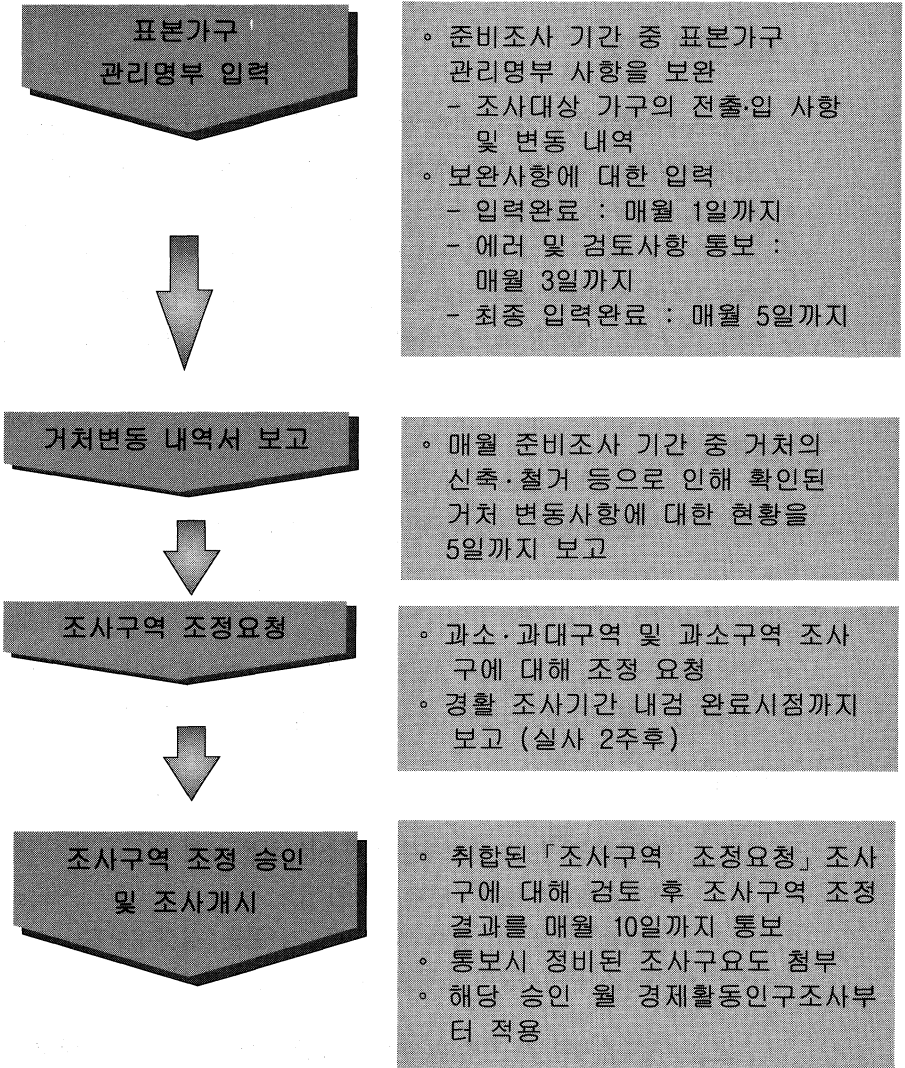 표본가구
관리명부 입력
◦ 준비조사 기간 중 표본가구
관리명부 사항을 보완
- 조사대상 가구의 전출·입 사항
및 변동 내역
◦ 보완사항에 대한 입력
- 입력완료 : 매월 1일까지
- 에러 및 검토사항 통보 :
매월 3일까지
- 최종 입력완료 : 매월 5일까지
거처변동 내역서 보고
◦ 매월 준비조사 기간 중 거처의
신축·철거 등으로 인해 확인된
거처 변동사항에 대한 현황을
5일까지 보고
조사구역 조정요청
◦ 과소·과대구역 및 과소구역 조사
구에 대해 조정 요청
◦ 경활 조사기간 내검 완료시점까지
보고 (실사 2주후)
조사구역 조정 승인
및 조사개시
◦ 취합된「조사구역 조정요청」조사
구에 대해 검토 후 조사구역 조정
결과를 매월 10일까지 통보
◦ 통보시 정비된 조사구요도 첨부
◦ 해당 승인 월 경제활동인구조사부
터 적용